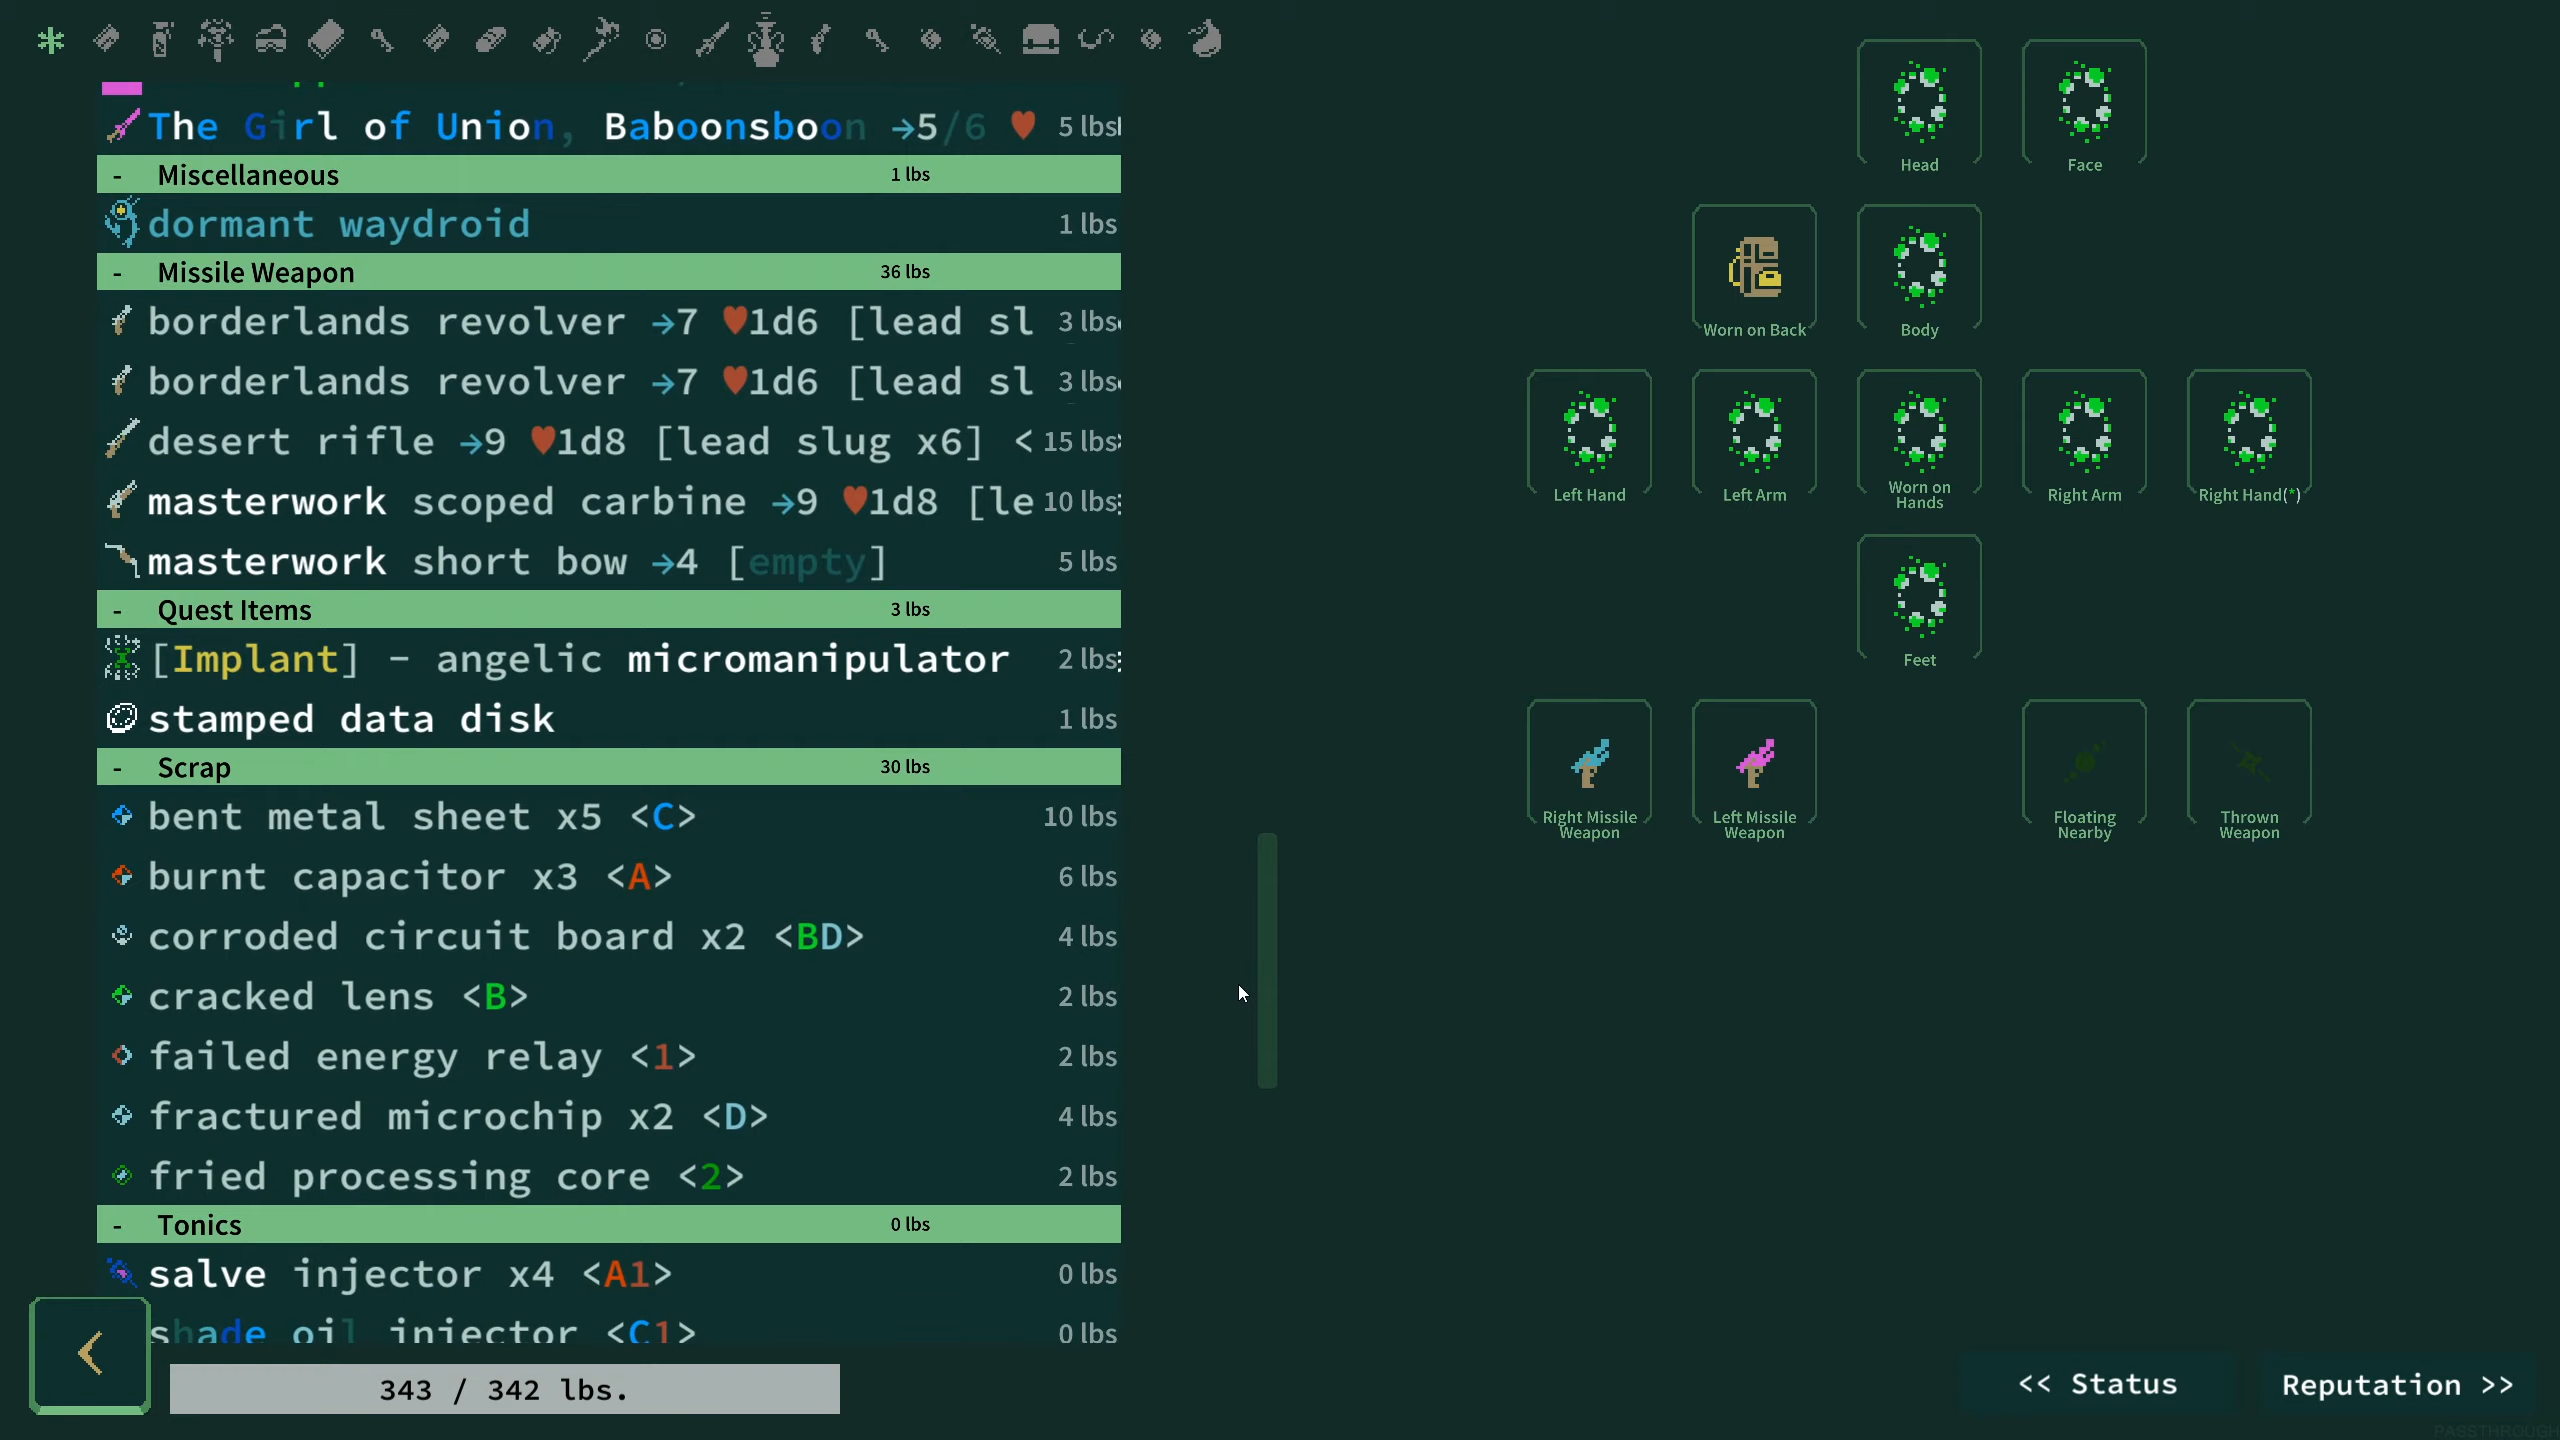 The Girl of Union, Baboonsboon →5/6 ♥ 5 lbs
- Miscellaneous 1 lbs
dormant waydroid 1 lbs
- Missile Weapon 36 lbs
borderlands revolver →7 ♥1d6 [lead sl 3 lbs
borderlands revolver →7 ♥1d6 [lead sl 3 lbs
desert rifle →9 ♥1d8 [lead slug x6] < 15 lbs
masterwork scoped carbine →9 ♥1d8 [le 10 lbs
masterwork short bow →4 [empty] 5 lbs
- Quest Items 3 lbs
[Implant] - angelic micromanipulator 2 lbs
stamped data disk 1 lbs
- Scrap 30 lbs
bent metal sheet x5 <C> 10 lbs
burnt capacitor x3 <A> 6 lbs
corroded circuit board x2 <BD> 4 lbs
cracked lens <B> 2 lbs
failed energy relay <1> 2 lbs
fractured microchip x2 <D> 4 lbs
fried processing core <2> 2 lbs
- Tonics 0 lbs
salve injector x4 <A1> 0 lbs
shade oil injector <C1> 0 lbs
343 / 342 lbs.
Head
Face
Worn on Back
Body
Left Hand
Left Arm
Worn on
Hands
Right Arm
Right Hand(*)
Feet
Right Missile
Weapon
Left Missile
Weapon
Floating
Nearby
Thrown
Weapon
<< Status
Reputation >>
PASSTHROUGH